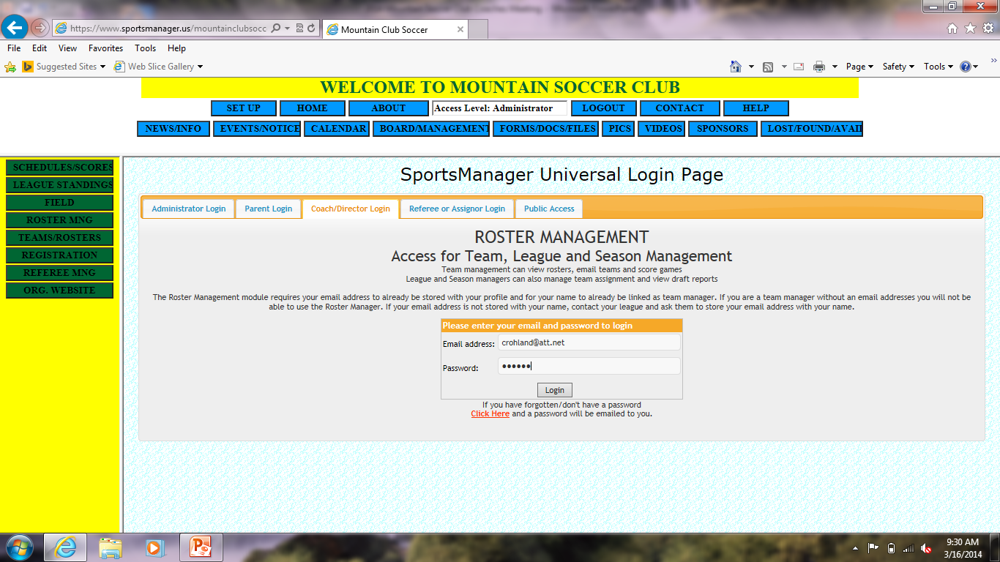 https://www.sportsmanager.us/mountainclubsocc
Mountain Club Soccer
File Edit View Favorites Tools Help
Suggested Sites Web Slice Gallery Page Safety Tools
WELCOME TO MOUNTAIN SOCCER CLUB
SET UP HOME ABOUT Access Level: Administrator LOGOUT CONTACT HELP
NEWS/INFO EVENTS/NOTICE CALENDAR BOARD/MANAGEMENT FORMS/DOCS/FILES PICS VIDEOS SPONSORS LOST/FOUND/AVAI
SCHEDULES/SCORES
LEAGUE STANDINGS
FIELD
ROSTER MNG
TEAMS/ROSTERS
REGISTRATION
REFEREE MNG
ORG. WEBSITE
SportsManager Universal Login Page
Administrator Login Parent Login Coach/Director Login Referee or Assignor Login Public Access
ROSTER MANAGEMENT
Access for Team, League and Season Management
Team management can view rosters, email teams and score games
League and Season managers can also manage team assignment and view draft reports
The Roster Management module requires your email address to already be stored with your profile and for your name to already be linked as team manager. If you are a team manager without an email addresses you will not be
able to use the Roster Manager. If your email address is not stored with your name, contact your league and ask them to store your email address with your name.
Please enter your email and password to login
Email address: crohland@att.net
Password: ••••••
Login
If you have forgotten/don't have a password
Click Here and a password will be emailed to you.
9:30 AM
3/16/2014